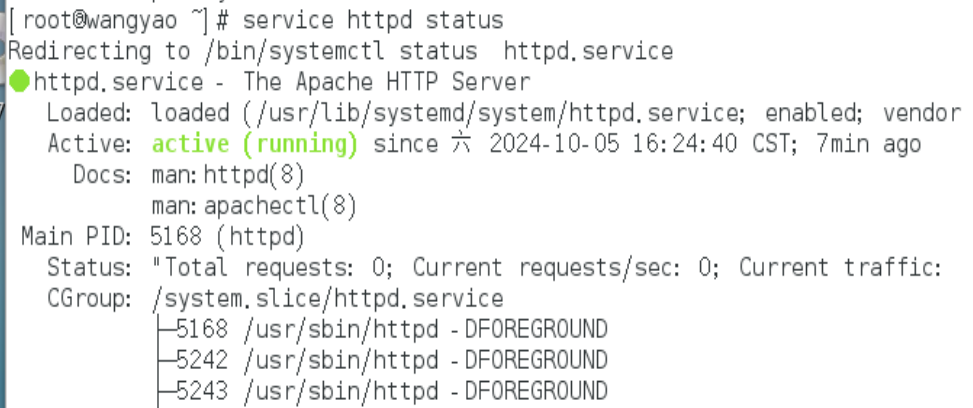 [root@wangyao ~]# service httpd status
Redirecting to /bin/systemctl status  httpd.service
●httpd.service - The Apache HTTP Server
   Loaded: loaded (/usr/lib/systemd/system/httpd.service; enabled; vendor
   Active: active (running) since 六 2024-10-05 16:24:40 CST; 7min ago
     Docs: man:httpd(8)
           man:apachectl(8)
 Main PID: 5168 (httpd)
   Status: "Total requests: 0; Current requests/sec: 0; Current traffic:
   CGroup: /system.slice/httpd.service
           ├─5168 /usr/sbin/httpd -DFOREGROUND
           ├─5242 /usr/sbin/httpd -DFOREGROUND
           ├─5243 /usr/sbin/httpd -DFOREGROUND